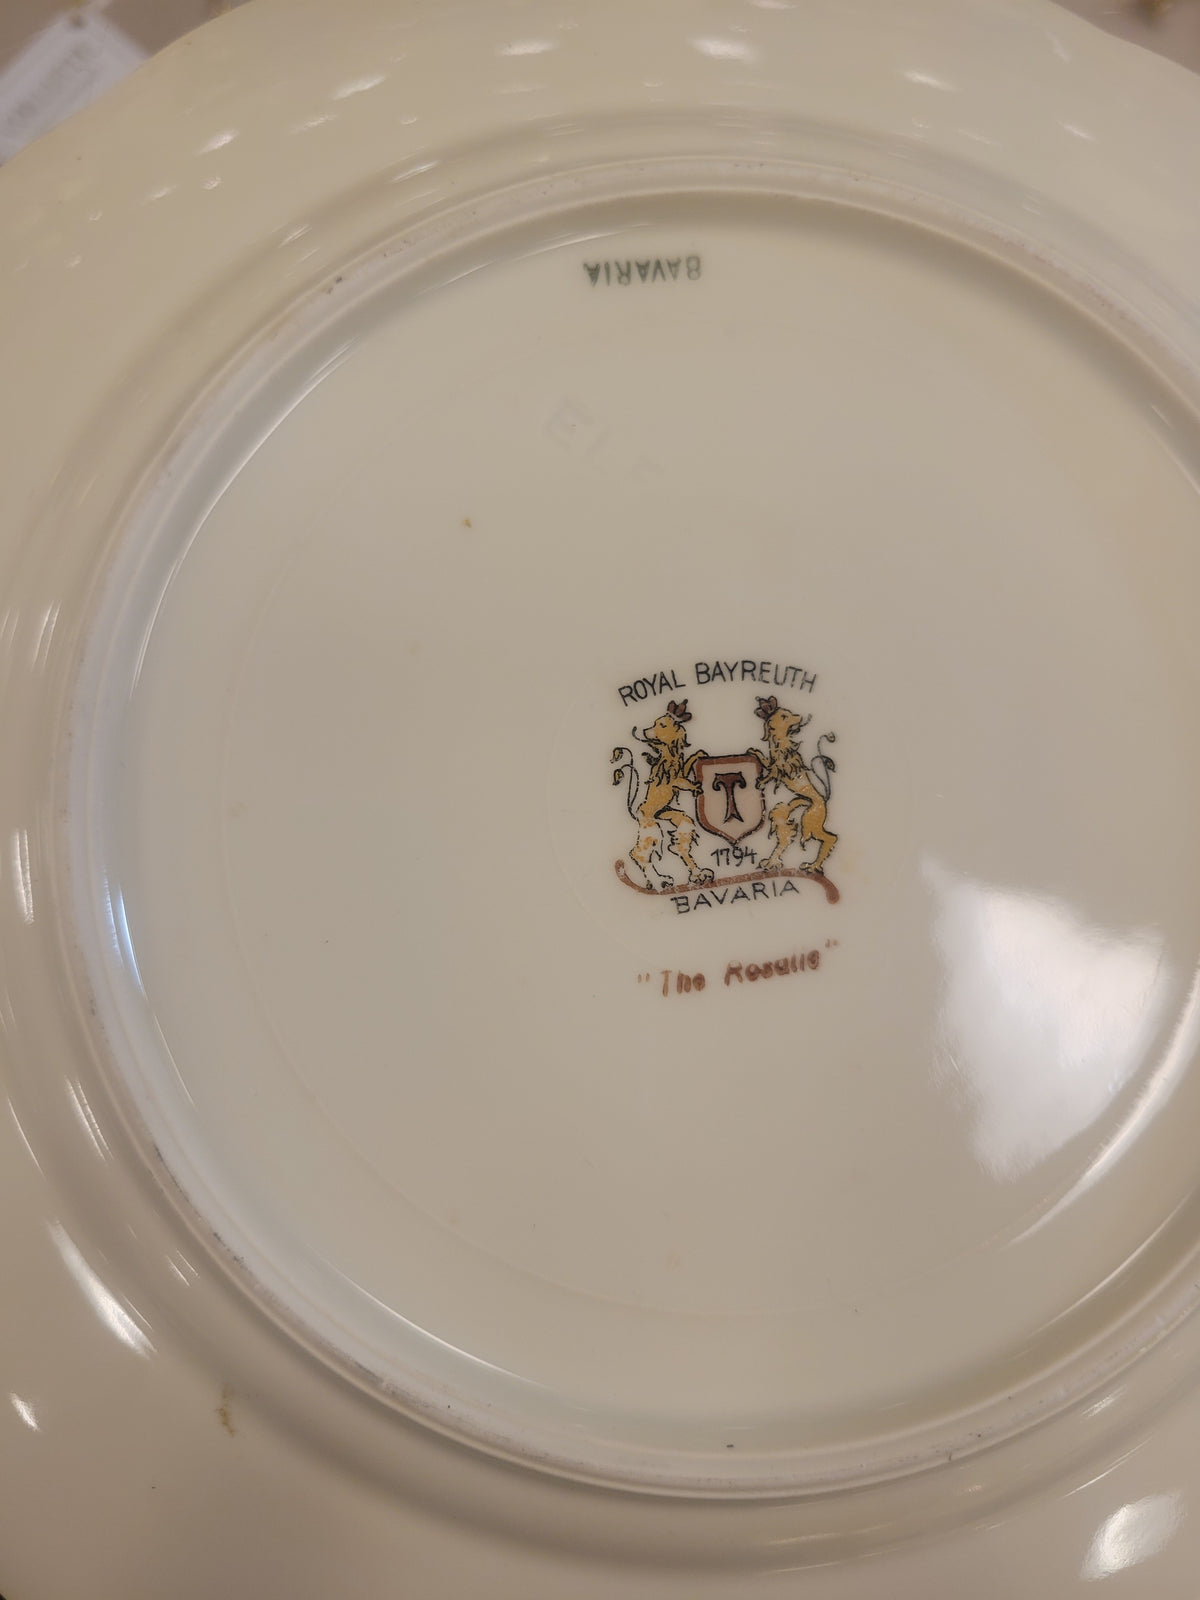 BAVARIA
ROYAL BAYREUTH
T
1794
BAVARIA
"The Rosalie"